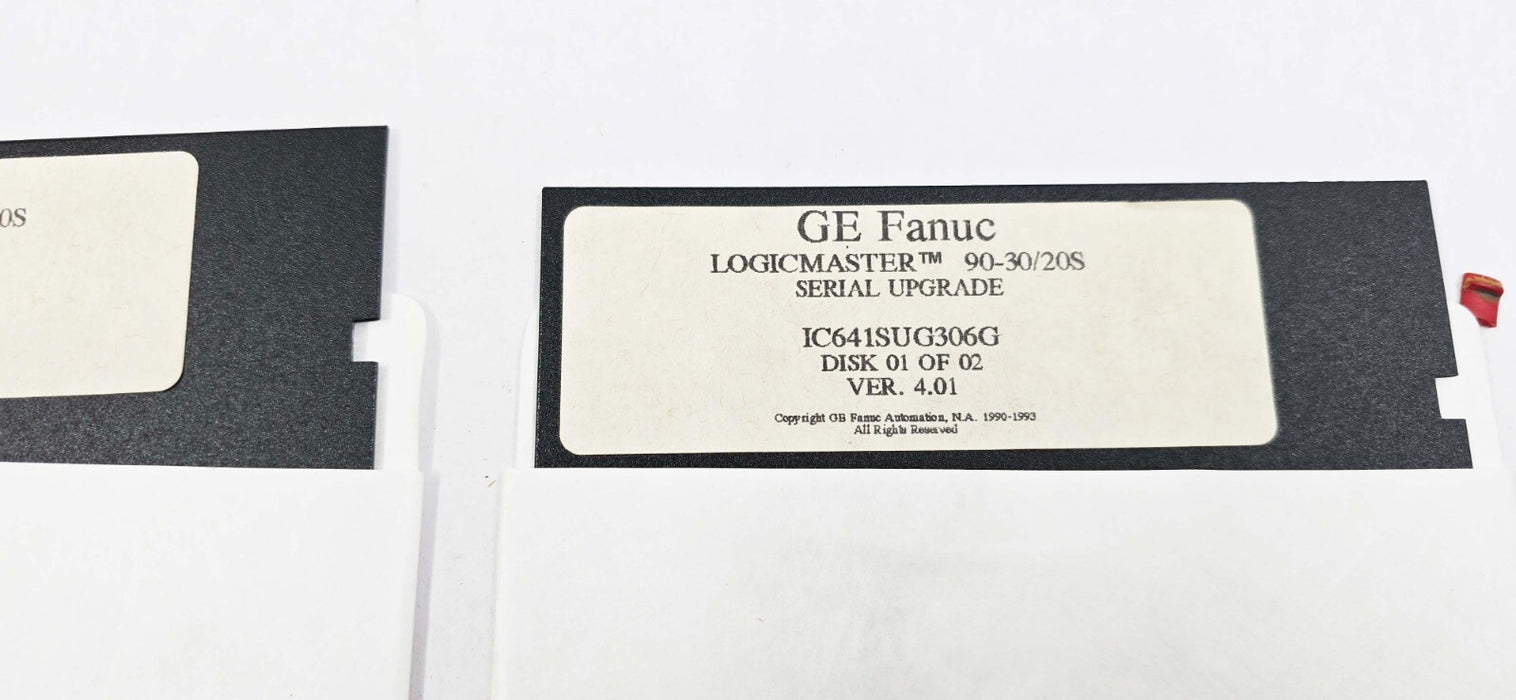 0S
GE Fanuc
LOGICMASTER™ 90-30/20S
SERIAL UPGRADE
IC641SUG306G
DISK 01 OF 02
VER. 4.01
Copyright GE Fanuc Automation, N.A. 1990-1993
All Rights Reserved